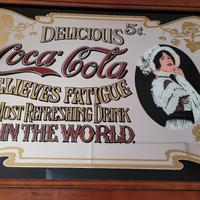 DELICIOUS 5¢
Coca-Cola
RELIEVES FATIGUE
MOST REFRESHING DRINK
IN THE WORLD.